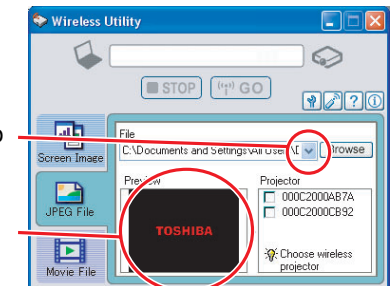 Wireless Utility
STOP
GO
?
i
File
C:\Documents and Settings\All User
Browse
Screen Image
Preview
Projector
TOSHIBA
000C2000AB7A
000C2000CB92
JPEG File
Choose wireless
projector
Movie File